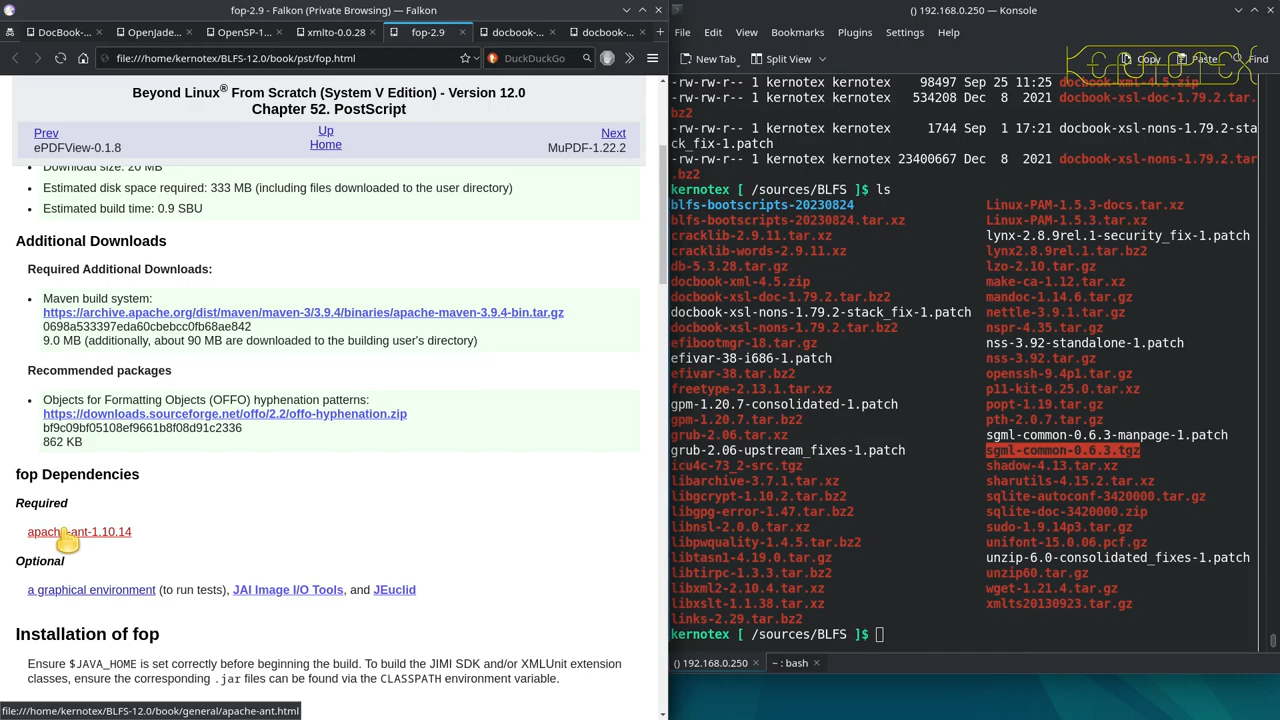 fop-2.9 - Falkon (Private Browsing) — Falkon
DocBook-...
OpenJade...
OpenSP-1...
xmlto-0.0.28
fop-2.9
docbook-...
docbook-...
file:///home/kernotex/BLFS-12.0/book/pst/fop.html
DuckDuckGo
Beyond Linux® From Scratch (System V Edition) - Version 12.0
Chapter 52. PostScript
Prev
Up
Next
ePDFView-0.1.8
Home
MuPDF-1.22.2
Download size: 20 MB
Estimated disk space required: 333 MB (including files downloaded to the user directory)
Estimated build time: 0.9 SBU
Additional Downloads
Required Additional Downloads:
Maven build system:
https://archive.apache.org/dist/maven/maven-3/3.9.4/binaries/apache-maven-3.9.4-bin.tar.gz
0698a533397eda60cbebcc0fb68ae842
9.0 MB (additionally, about 90 MB are downloaded to the building user's directory)
Recommended packages
Objects for Formatting Objects (OFFO) hyphenation patterns:
https://downloads.sourceforge.net/offo/2.2/offo-hyphenation.zip
bf9c09bf05108ef9661b8f08d91c2336
862 KB
fop Dependencies
Required
apache-ant-1.10.14
Optional
a graphical environment (to run tests), JAI Image I/O Tools, and JEuclid
Installation of fop
Ensure $JAVA_HOME is set correctly before beginning the build. To build the JIMI SDK and/or XMLUnit extension
classes, ensure the corresponding .jar files can be found via the CLASSPATH environment variable.
file:///home/kernotex/BLFS-12.0/book/general/apache-ant.html
() 192.168.0.250 — Konsole
File Edit View Bookmarks Plugins Settings Help
New Tab
Split View
Copy
Paste
Find
kernotex
-rw-rw-r-- 1 kernotex kernotex 98497 Sep 25 11:25 docbook-xml-4.5.zip
-rw-rw-r-- 1 kernotex kernotex 534208 Dec 8 2021 docbook-xsl-doc-1.79.2.tar.
bz2
-rw-rw-r-- 1 kernotex kernotex 1744 Sep 1 17:21 docbook-xsl-nons-1.79.2-sta
ck_fix-1.patch
-rw-rw-r-- 1 kernotex kernotex 23400667 Dec 8 2021 docbook-xsl-nons-1.79.2.tar
.bz2
kernotex [ /sources/BLFS ]$ ls
blfs-bootscripts-20230824 Linux-PAM-1.5.3-docs.tar.xz
blfs-bootscripts-20230824.tar.xz Linux-PAM-1.5.3.tar.xz
cracklib-2.9.11.tar.xz lynx-2.8.9rel.1-security_fix-1.patch
cracklib-words-2.9.11.xz lynx2.8.9rel.1.tar.bz2
db-5.3.28.tar.gz lzo-2.10.tar.gz
docbook-xml-4.5.zip make-ca-1.12.tar.xz
docbook-xsl-doc-1.79.2.tar.bz2 mandoc-1.14.6.tar.gz
docbook-xsl-nons-1.79.2-stack_fix-1.patch nettle-3.9.1.tar.gz
docbook-xsl-nons-1.79.2.tar.bz2 nspr-4.35.tar.gz
efibootmgr-18.tar.gz nss-3.92-standalone-1.patch
efivar-38-i686-1.patch nss-3.92.tar.gz
efivar-38.tar.bz2 openssh-9.4p1.tar.gz
freetype-2.13.1.tar.xz p11-kit-0.25.0.tar.xz
gpm-1.20.7-consolidated-1.patch popt-1.19.tar.gz
gpm-1.20.7.tar.bz2 pth-2.0.7.tar.gz
grub-2.06.tar.xz sgml-common-0.6.3-manpage-1.patch
grub-2.06-upstream_fixes-1.patch sgml-common-0.6.3.tgz
icu4c-73_2-src.tgz shadow-4.13.tar.xz
libarchive-3.7.1.tar.xz sharutils-4.15.2.tar.xz
libgcrypt-1.10.2.tar.bz2 sqlite-autoconf-3420000.tar.gz
libgpg-error-1.47.tar.bz2 sqlite-doc-3420000.zip
libnsl-2.0.0.tar.xz sudo-1.9.14p3.tar.gz
libpwquality-1.4.5.tar.bz2 unifont-15.0.06.pcf.gz
libtasn1-4.19.0.tar.gz unzip-6.0-consolidated_fixes-1.patch
libtirpc-1.3.3.tar.bz2 unzip60.tar.gz
libxml2-2.10.4.tar.xz wget-1.21.4.tar.gz
libxslt-1.1.38.tar.xz xmlts20130923.tar.gz
links-2.29.tar.bz2
kernotex [ /sources/BLFS ]$
() 192.168.0.250
~ : bash